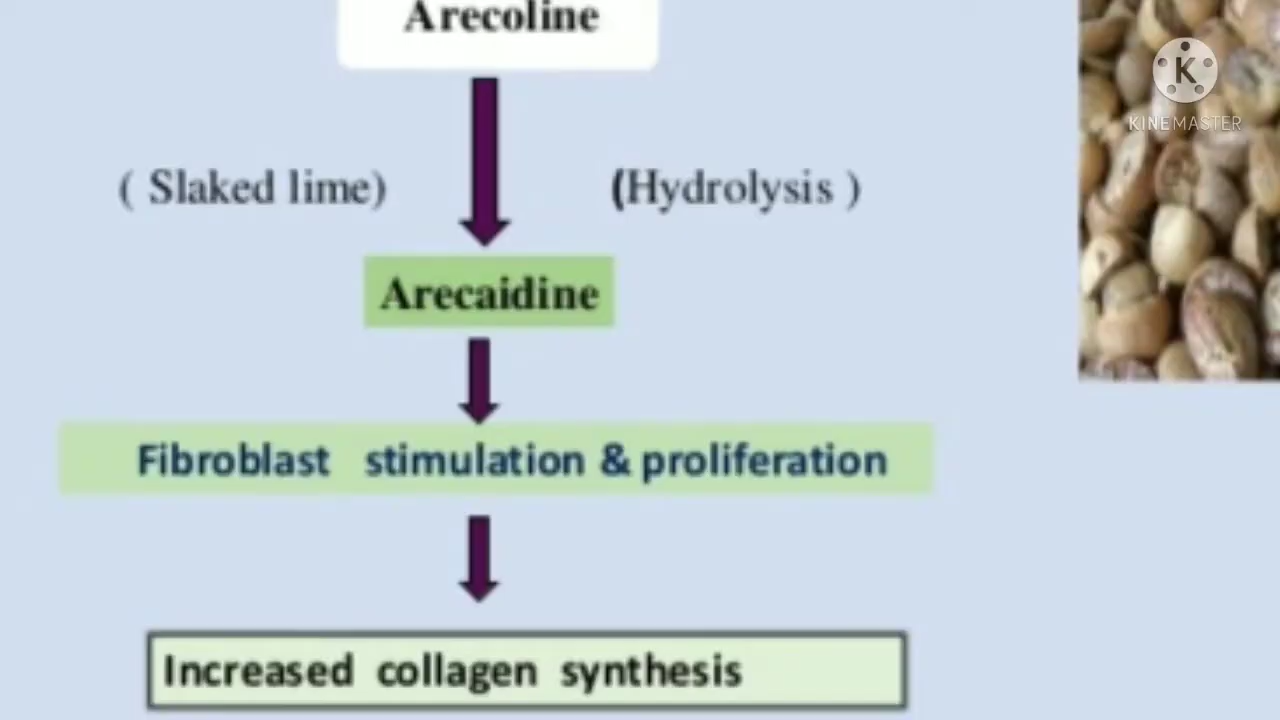 Arecoline
K
KINEMASTER
( Slaked lime) (Hydrolysis )
Arecaidine
Fibroblast stimulation & proliferation
Increased collagen synthesis